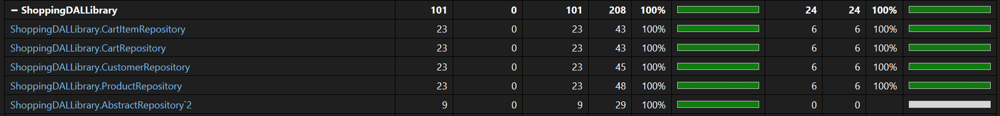 − ShoppingDALLibrary 101 0 101 208 100% 24 24 100%
ShoppingDALLibrary.CartItemRepository 23 0 23 43 100% 6 6 100%
ShoppingDALLibrary.CartRepository 23 0 23 43 100% 6 6 100%
ShoppingDALLibrary.CustomerRepository 23 0 23 45 100% 6 6 100%
ShoppingDALLibrary.ProductRepository 23 0 23 48 100% 6 6 100%
ShoppingDALLibrary.AbstractRepository`2 9 0 9 29 100% 0 0